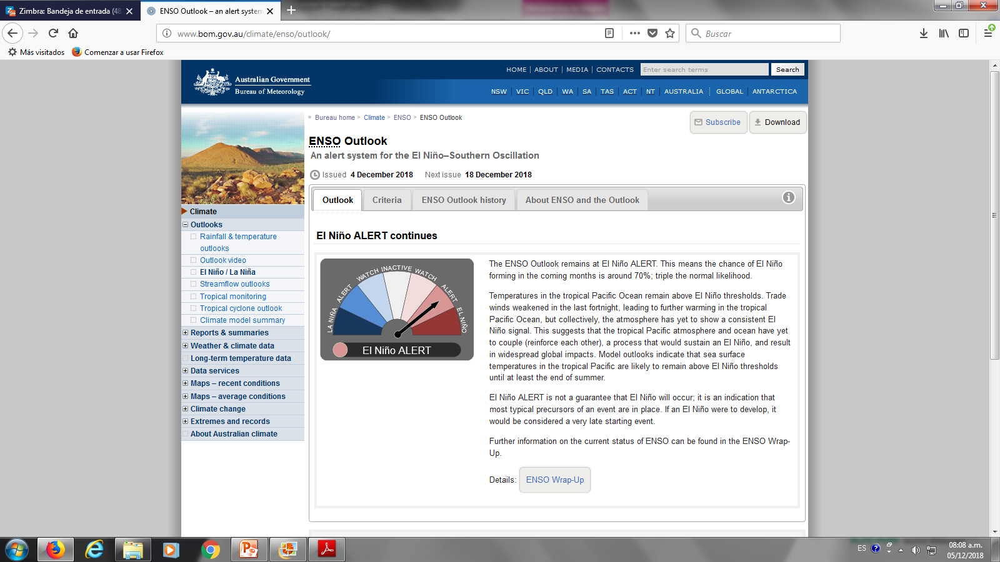 Zimbra: Bandeja de entrada (48
ENSO Outlook – an alert system
www.bom.gov.au/climate/enso/outlook/
Buscar
Más visitados
Comenzar a usar Firefox
HOME | ABOUT | MEDIA | CONTACTS
Enter search terms
Search
Australian Government
Bureau of Meteorology
NSW | VIC | QLD | WA | SA | TAS | ACT | NT | AUSTRALIA | GLOBAL | ANTARCTICA
Bureau home > Climate > ENSO > ENSO Outlook
Subscribe
Download
ENSO Outlook
An alert system for the El Niño–Southern Oscillation
Issued 4 December 2018 Next issue 18 December 2018
Outlook
Criteria
ENSO Outlook history
About ENSO and the Outlook
Climate
Outlooks
Rainfall & temperature
outlooks
Outlook video
El Niño / La Niña
Streamflow outlooks
Tropical monitoring
Tropical cyclone outlook
Climate model summary
Reports & summaries
Weather & climate data
Long-term temperature data
Data services
Maps – recent conditions
Maps – average conditions
Climate change
Extremes and records
About Australian climate
El Niño ALERT continues
LA NIÑA
ALERT
WATCH
INACTIVE
WATCH
ALERT
EL NIÑO
El Niño ALERT
The ENSO Outlook remains at El Niño ALERT. This means the chance of El Niño
forming in the coming months is around 70%; triple the normal likelihood.
Temperatures in the tropical Pacific Ocean remain above El Niño thresholds. Trade
winds weakened in the last fortnight, leading to further warming in the tropical
Pacific Ocean, but collectively, the atmosphere has yet to show a consistent El
Niño signal. This suggests that the tropical Pacific atmosphere and ocean have yet
to couple (reinforce each other), a process that would sustain an El Niño, and result
in widespread global impacts. Model outlooks indicate that sea surface
temperatures in the tropical Pacific are likely to remain above El Niño thresholds
until at least the end of summer.
El Niño ALERT is not a guarantee that El Niño will occur; it is an indication that
most typical precursors of an event are in place. If an El Niño were to develop, it
would be considered a very late starting event.
Further information on the current status of ENSO can be found in the ENSO Wrap-
Up.
Details: ENSO Wrap-Up
ES
08:08 a.m.
05/12/2018